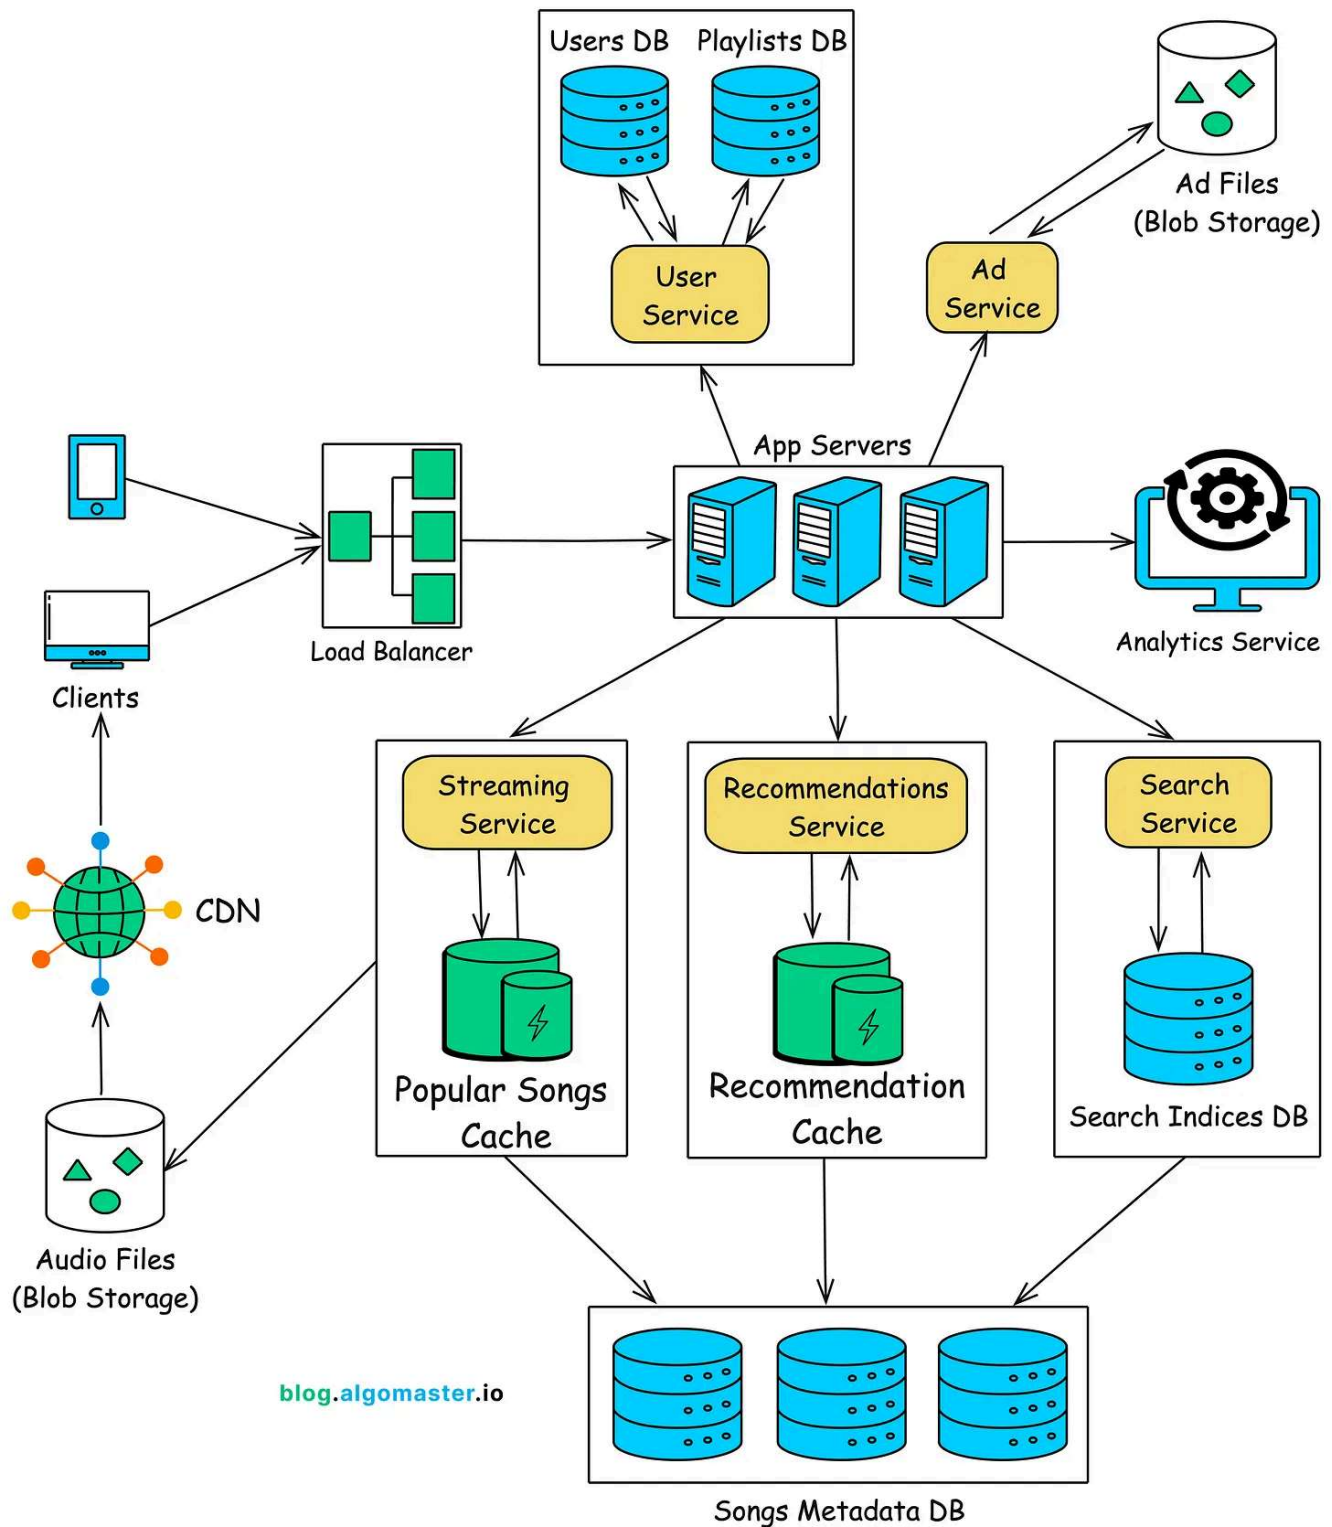 Users DB
Playlists DB
Ad Files
(Blob Storage)
User
Service
Ad
Service
App Servers
Load Balancer
Analytics Service
Clients
Streaming
Service
Recommendations
Service
Search
Service
CDN
Popular Songs
Cache
Recommendation
Cache
Search Indices DB
Audio Files
(Blob Storage)
blog.algomaster.io
Songs Metadata DB